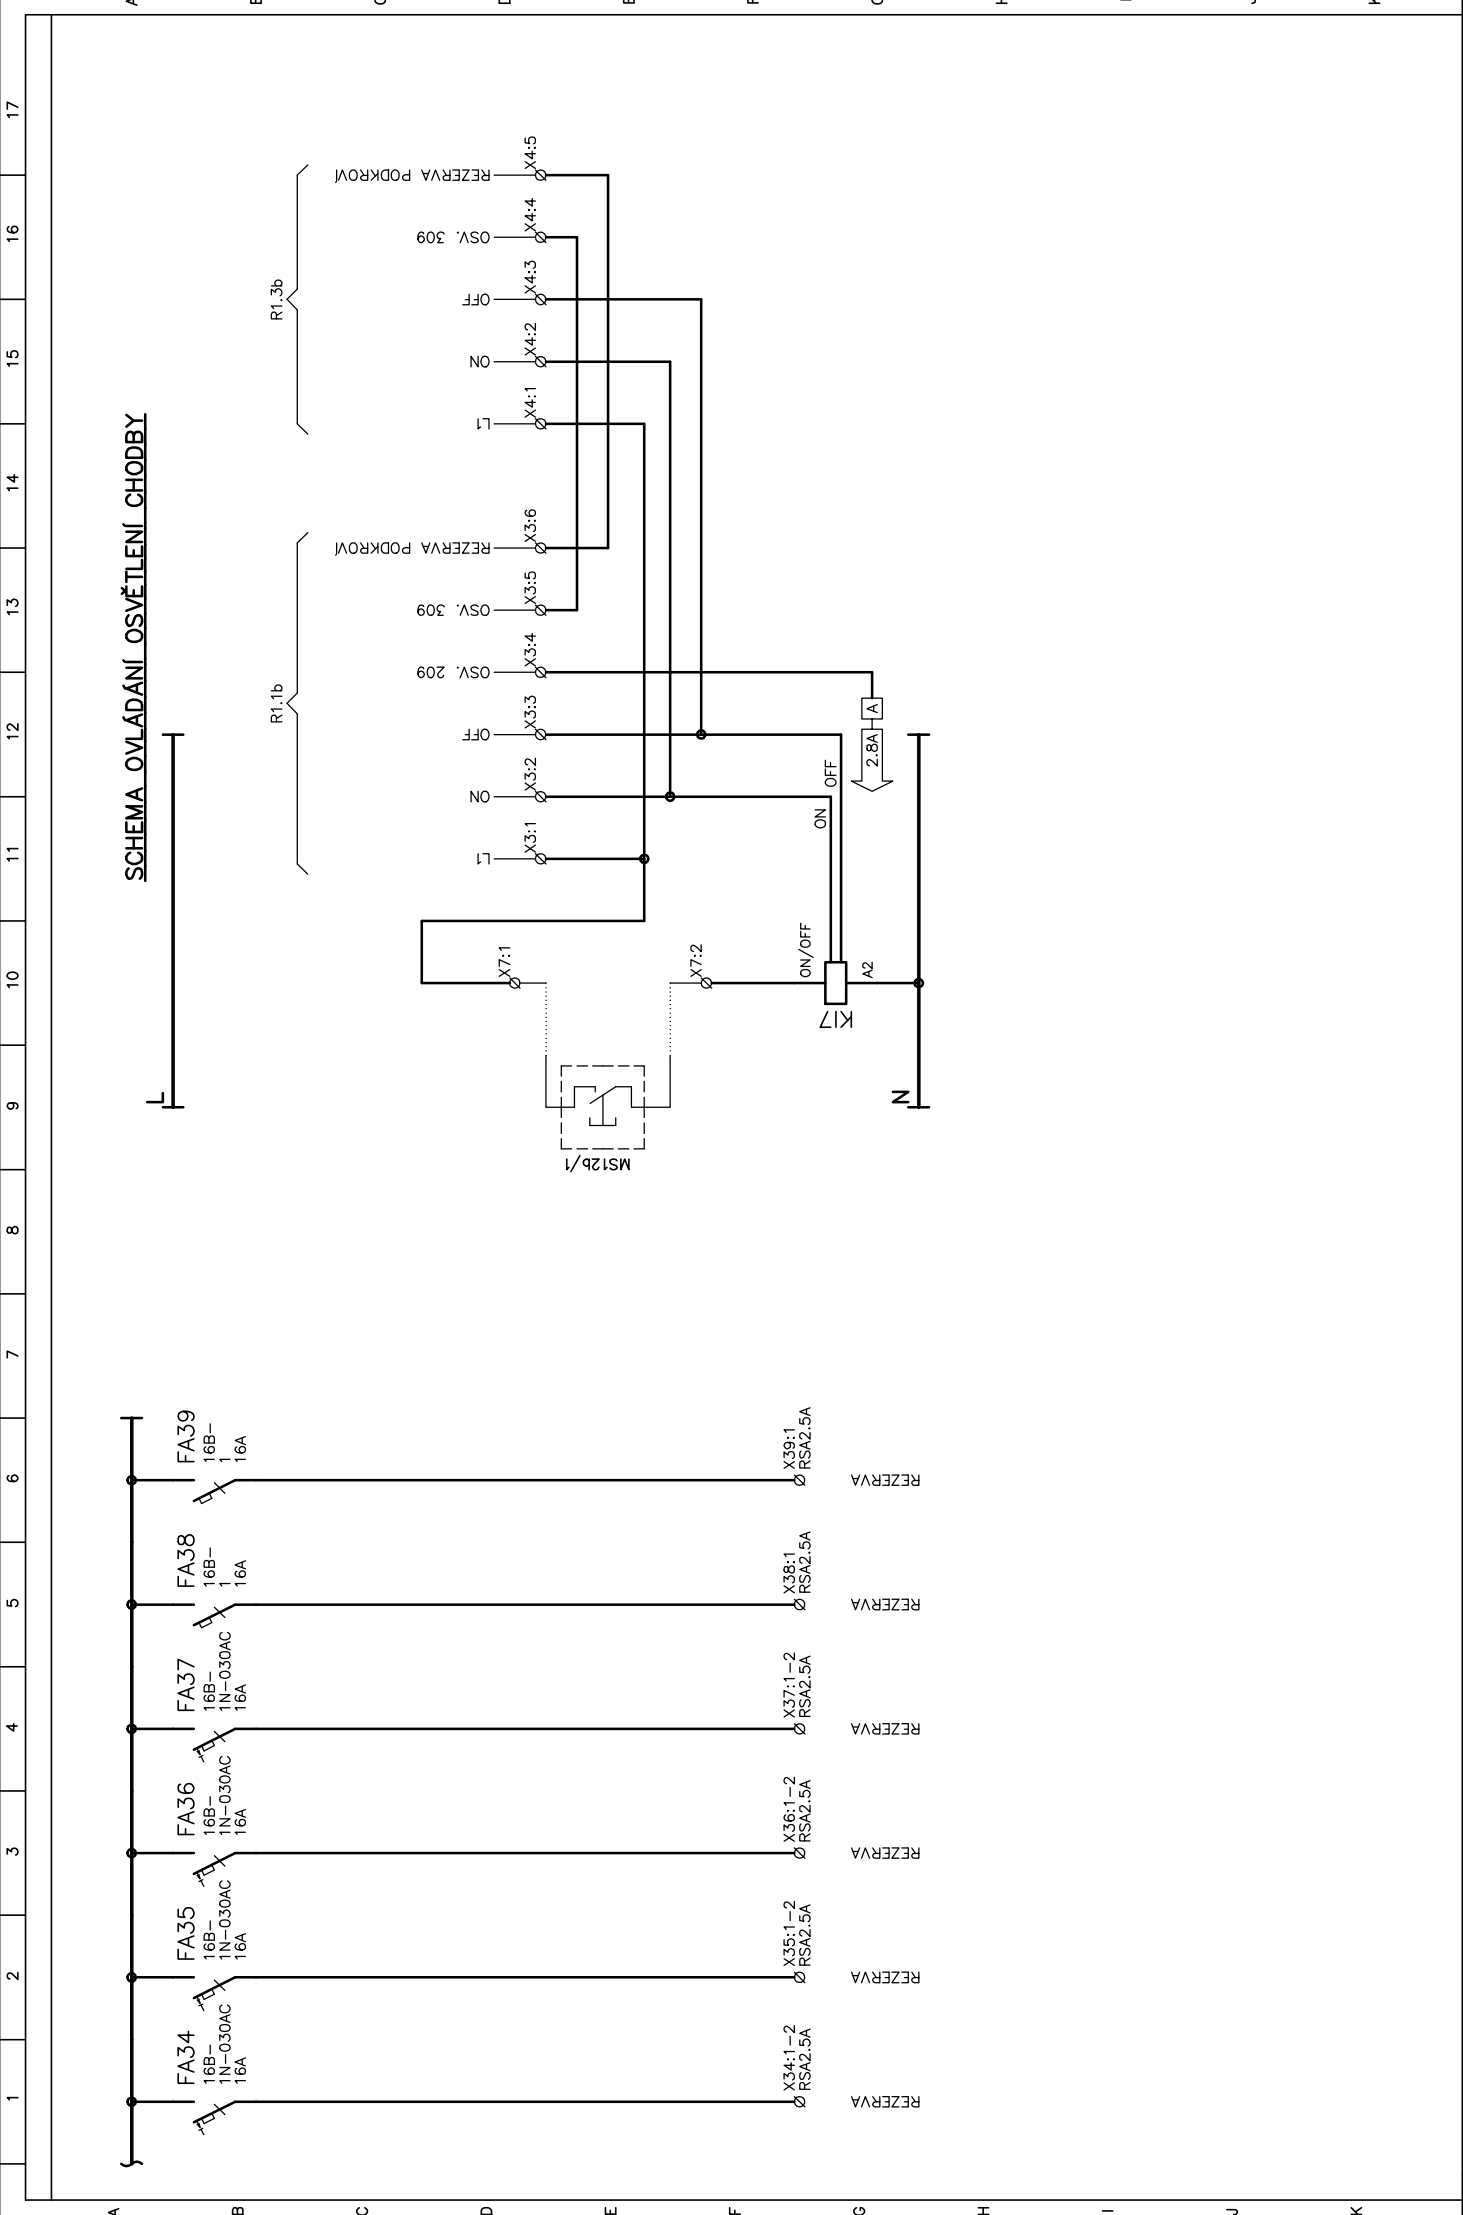 1 2 3 4 5 6 7 8 9 10 11 12 13 14 15 16 17
A
B
C
D
E
F
G
H
I
J
K
FA34
16B-
1N-030AC
16A
X34:1-2
RSA2.5A
REZERVA
FA35
16B-
1N-030AC
16A
X35:1-2
RSA2.5A
REZERVA
FA36
16B-
1N-030AC
16A
X36:1-2
RSA2.5A
REZERVA
FA37
16B-
1N-030AC
16A
X37:1-2
RSA2.5A
REZERVA
FA38
16B-
1
16A
X38:1
RSA2.5A
REZERVA
FA39
16B-
1
16A
X39:1
RSA2.5A
REZERVA
SCHEMA OVLÁDÁNÍ OSVĚTLENÍ CHODBY
L
R1.1b
R1.3b
L1
ON
OFF
OSV. 209
OSV. 309
REZERVA PODKROVÍ
L1
ON
OFF
OSV. 309
REZERVA PODKROVÍ
X7:1
X3:1
X3:2
X3:3
X3:4
X3:5
X3:6
X4:1
X4:2
X4:3
X4:4
X4:5
MS12b/1
X7:2
ON/OFF
ON
OFF
KI7
A2
2.8A
A
N